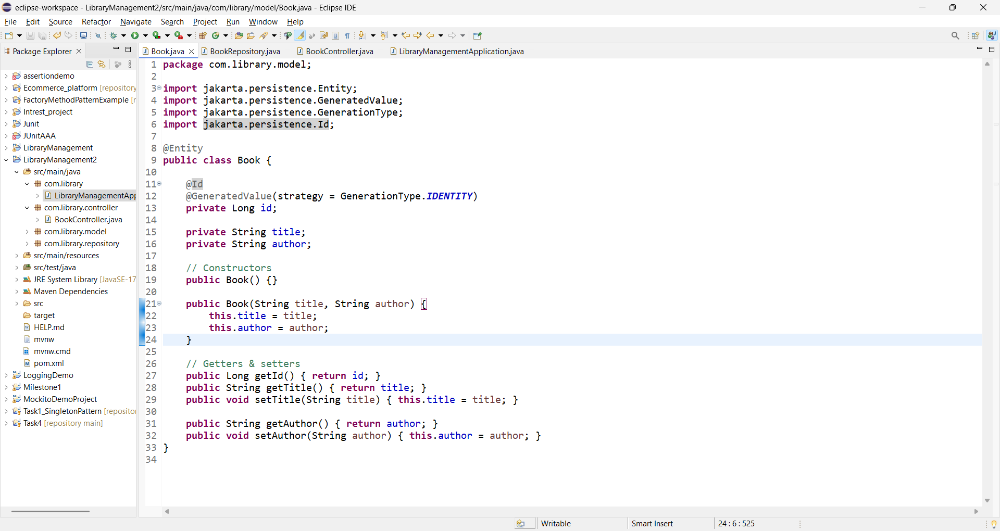 eclipse-workspace - LibraryManagement2/src/main/java/com/library/model/Book.java - Eclipse IDE
File Edit Source Refactor Navigate Search Project Run Window Help
Package Explorer
Book.java BookRepository.java BookController.java LibraryManagementApplication.java
assertiondemo
Ecommerce_platform [repository
FactoryMethodPatternExample [r
Intrest_project
Junit
JUnitAAA
LibraryManagement
LibraryManagement2
src/main/java
com.library
LibraryManagementApp
com.library.controller
BookController.java
com.library.model
com.library.repository
src/main/resources
src/test/java
JRE System Library [JavaSE-17
Maven Dependencies
src
target
HELP.md
mvnw
mvnw.cmd
pom.xml
LoggingDemo
Milestone1
MockitoDemoProject
Task1_SingletonPattern [reposito
Task4 [repository main]
1 package com.library.model;
2
3 import jakarta.persistence.Entity;
4 import jakarta.persistence.GeneratedValue;
5 import jakarta.persistence.GenerationType;
6 import jakarta.persistence.Id;
7
8 @Entity
9 public class Book {
10
11 @Id
12 @GeneratedValue(strategy = GenerationType.IDENTITY)
13 private Long id;
14
15 private String title;
16 private String author;
17
18 // Constructors
19 public Book() {}
20
21 public Book(String title, String author) {
22 this.title = title;
23 this.author = author;
24 }
25
26 // Getters & setters
27 public Long getId() { return id; }
28 public String getTitle() { return title; }
29 public void setTitle(String title) { this.title = title; }
30
31 public String getAuthor() { return author; }
32 public void setAuthor(String author) { this.author = author; }
33 }
34
Writable Smart Insert 24 : 6 : 525